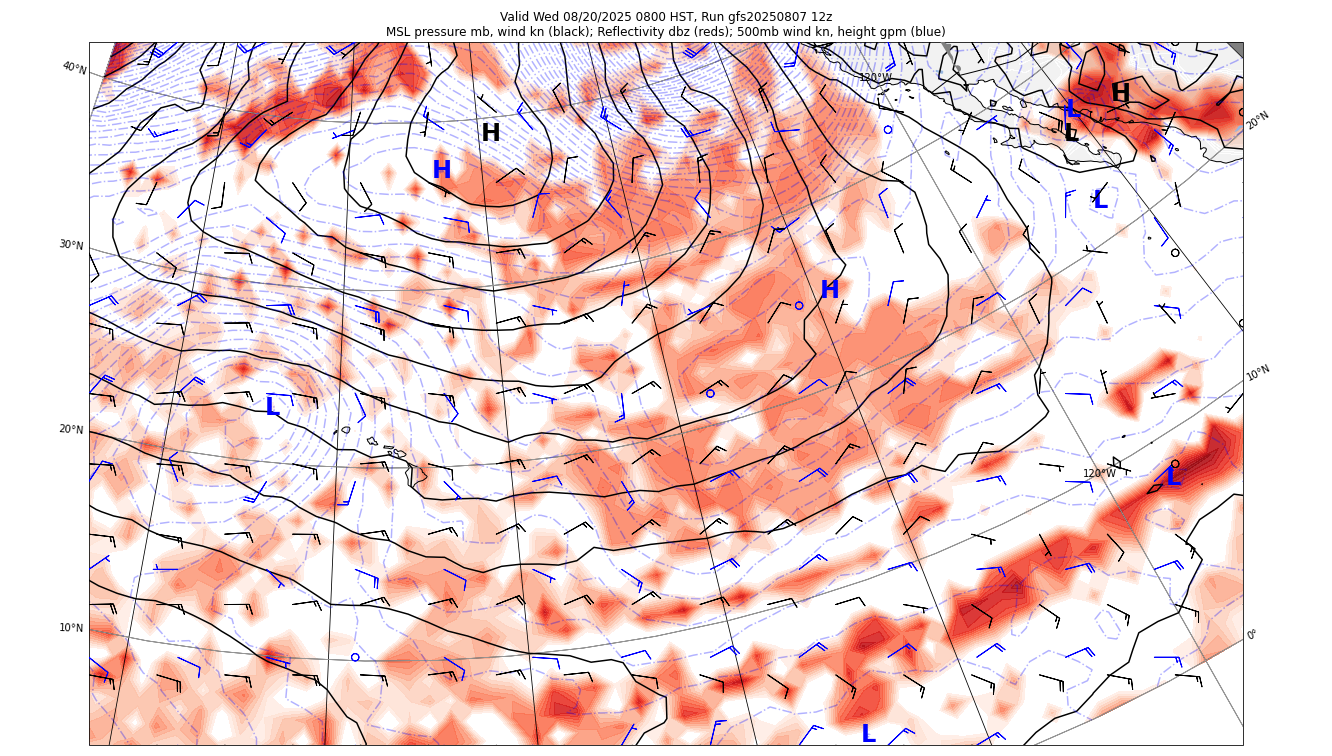 Valid Wed 08/20/2025 0800 HST, Run gfs20250807 12z
MSL pressure mb, wind kn (black); Reflectivity dbz (reds); 500mb wind kn, height gpm (blue)
40°N
120°W
H
L
20°N
H
L
H
L
30°N
H
10°N
L
20°N
120°W
L
10°N
0°
L